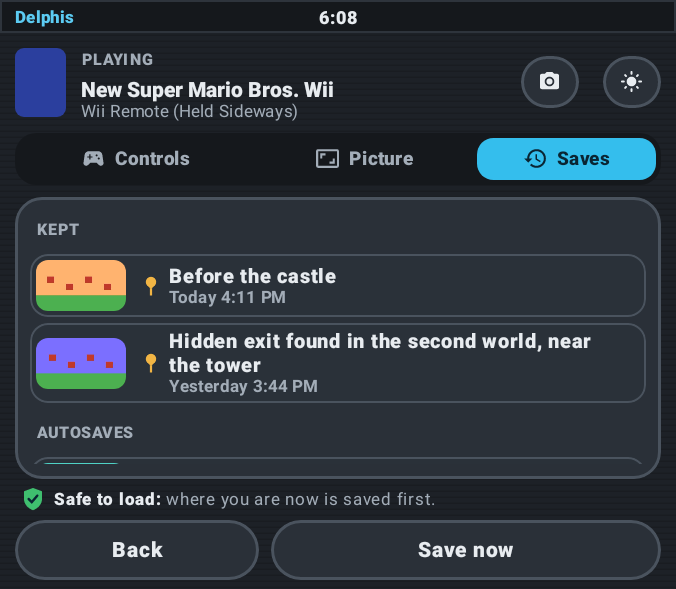 Delphis
6:08
PLAYING
New Super Mario Bros. Wii
Wii Remote (Held Sideways)
Controls
Picture
Saves
KEPT
Before the castle
Today 4:11 PM
Hidden exit found in the second world, near
the tower
Yesterday 3:44 PM
AUTOSAVES
Safe to load: where you are now is saved first.
Back
Save now